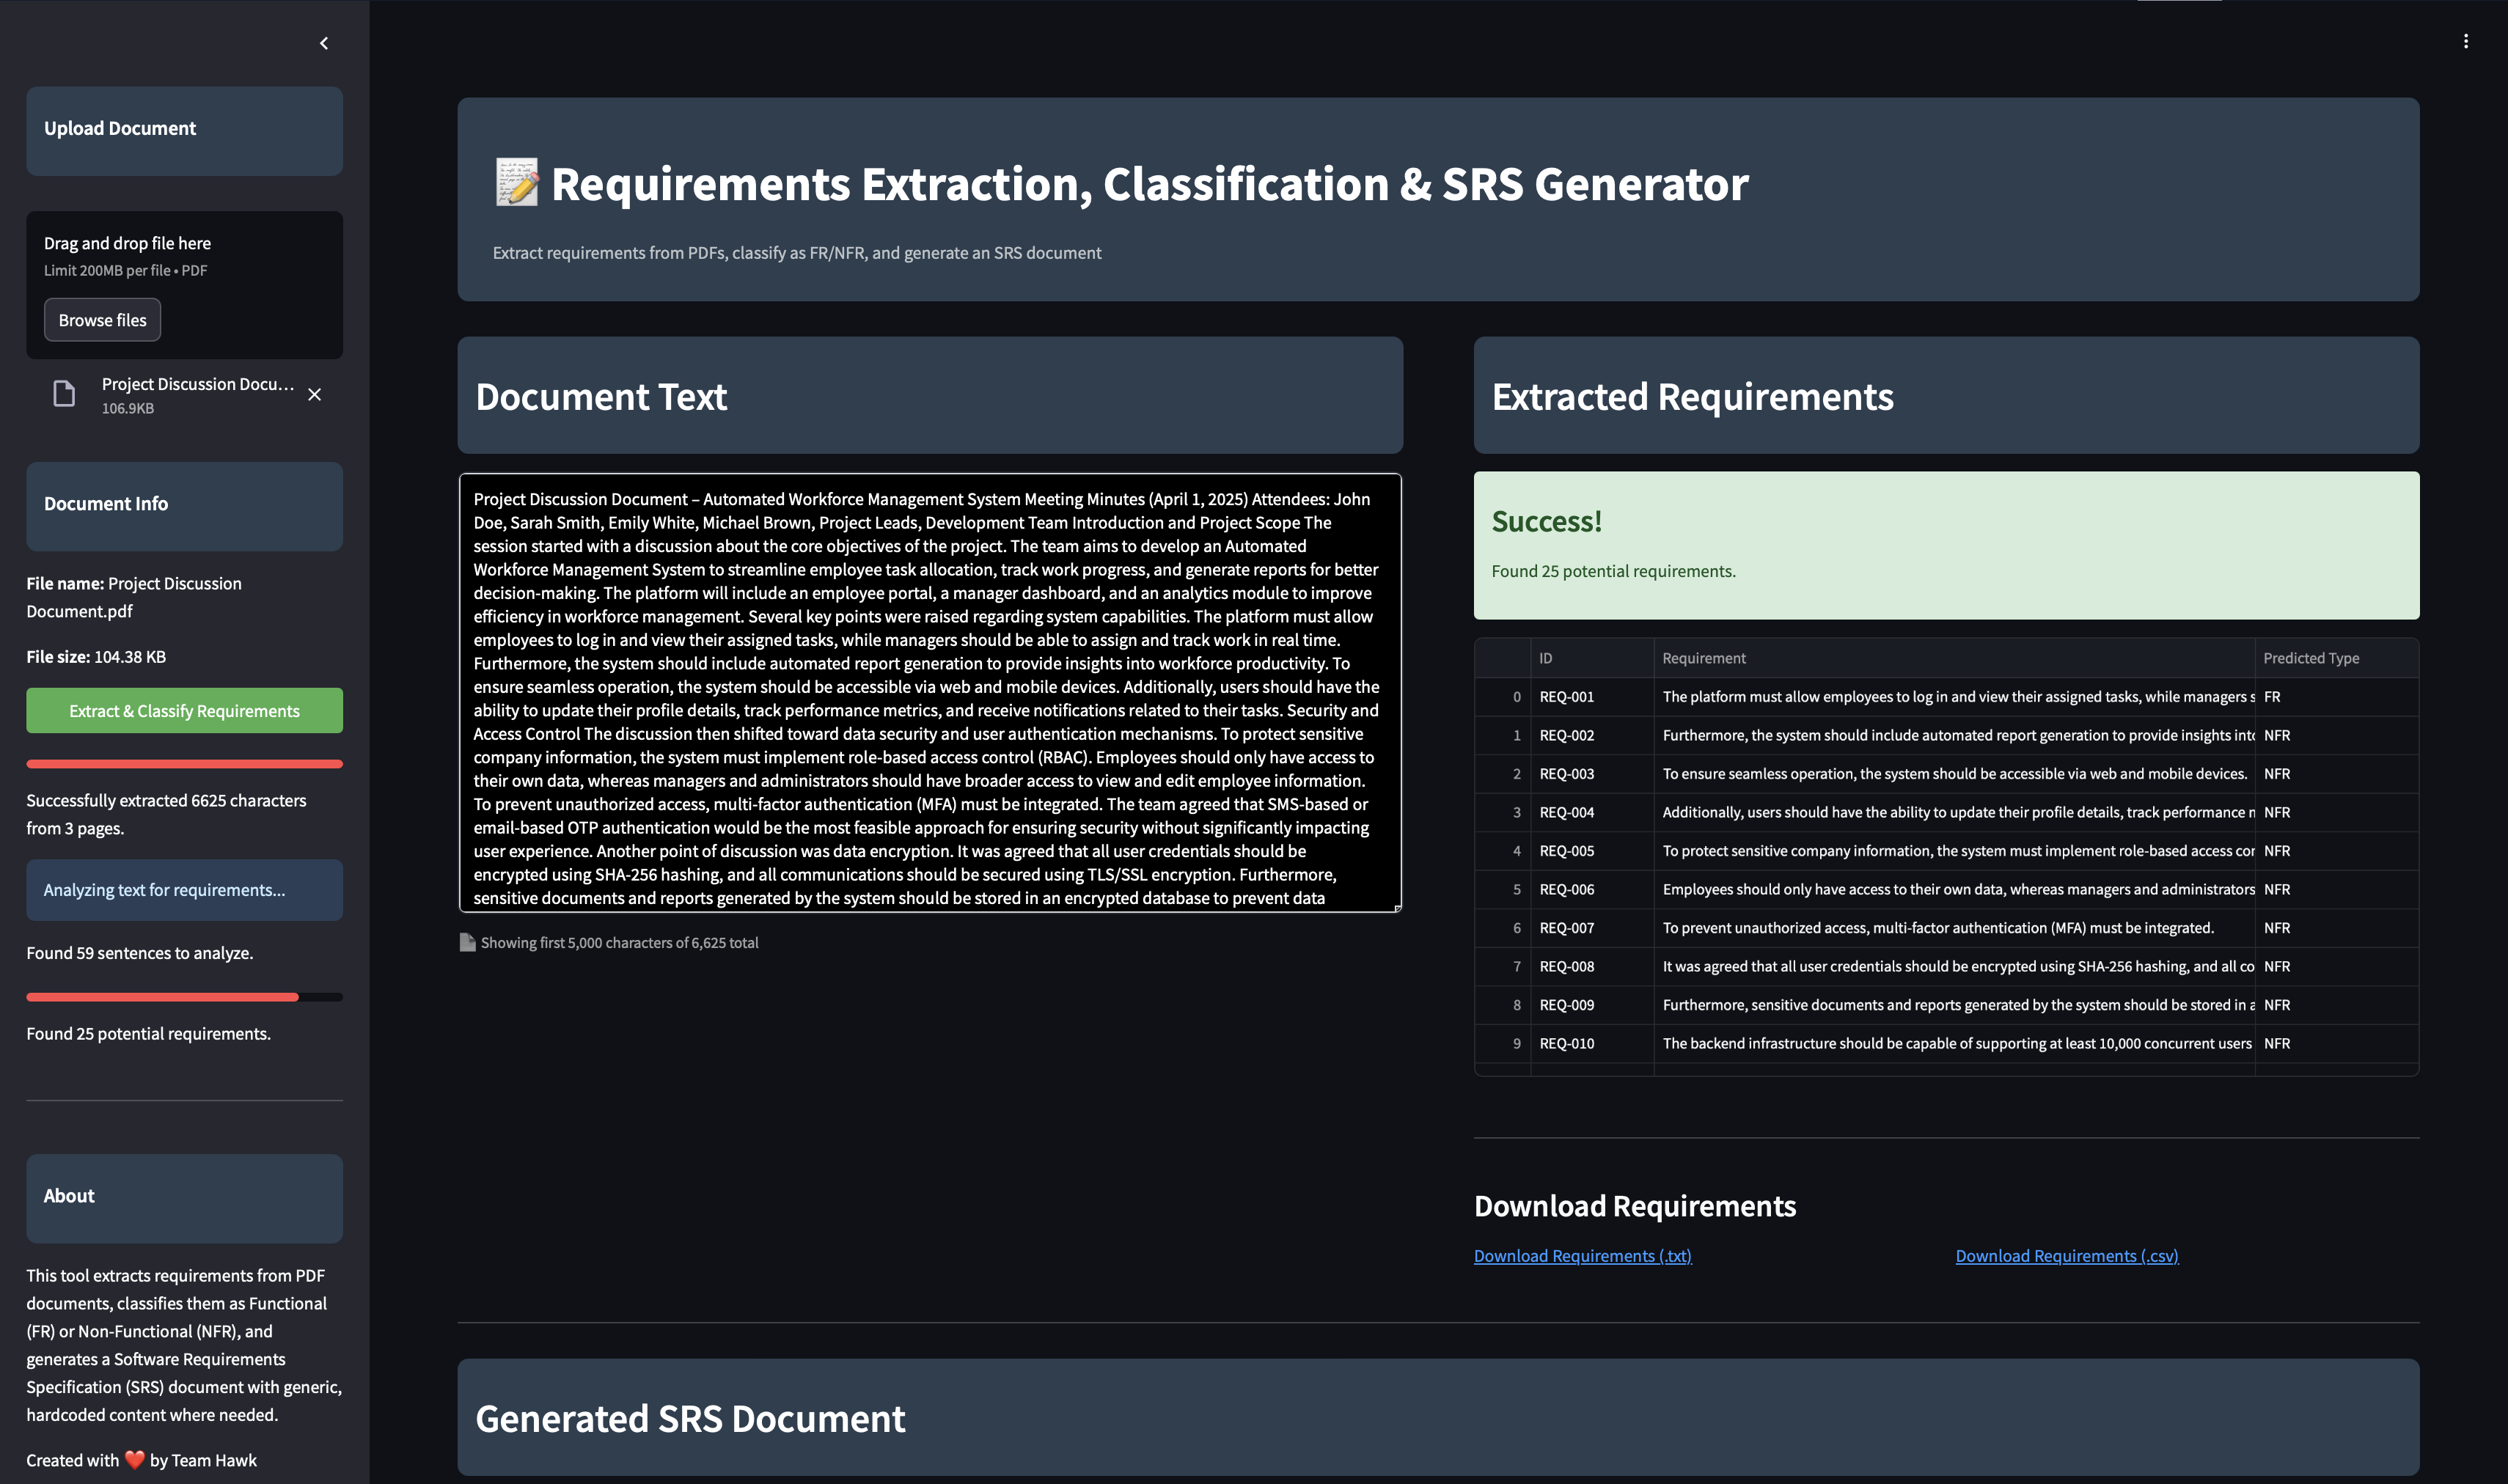 Upload Document
Drag and drop file here
Limit 200MB per file • PDF
Browse files
Project Discussion Docu...
106.9KB
Document Info
File name: Project Discussion
Document.pdf
File size: 104.38 KB
Extract & Classify Requirements
Successfully extracted 6625 characters
from 3 pages.
Analyzing text for requirements...
Found 59 sentences to analyze.
Found 25 potential requirements.
About
This tool extracts requirements from PDF
documents, classifies them as Functional
(FR) or Non-Functional (NFR), and
generates a Software Requirements
Specification (SRS) document with generic,
hardcoded content where needed.
Created with ❤️ by Team Hawk
📝 Requirements Extraction, Classification & SRS Generator
Extract requirements from PDFs, classify as FR/NFR, and generate an SRS document
Document Text
Project Discussion Document – Automated Workforce Management System Meeting Minutes (April 1, 2025) Attendees: John
Doe, Sarah Smith, Emily White, Michael Brown, Project Leads, Development Team Introduction and Project Scope The
session started with a discussion about the core objectives of the project. The team aims to develop an Automated
Workforce Management System to streamline employee task allocation, track work progress, and generate reports for better
decision-making. The platform will include an employee portal, a manager dashboard, and an analytics module to improve
efficiency in workforce management. Several key points were raised regarding system capabilities. The platform must allow
employees to log in and view their assigned tasks, while managers should be able to assign and track work in real time.
Furthermore, the system should include automated report generation to provide insights into workforce productivity. To
ensure seamless operation, the system should be accessible via web and mobile devices. Additionally, users should have the
ability to update their profile details, track performance metrics, and receive notifications related to their tasks. Security and
Access Control The discussion then shifted toward data security and user authentication mechanisms. To protect sensitive
company information, the system must implement role-based access control (RBAC). Employees should only have access to
their own data, whereas managers and administrators should have broader access to view and edit employee information.
To prevent unauthorized access, multi-factor authentication (MFA) must be integrated. The team agreed that SMS-based or
email-based OTP authentication would be the most feasible approach for ensuring security without significantly impacting
user experience. Another point of discussion was data encryption. It was agreed that all user credentials should be
encrypted using SHA-256 hashing, and all communications should be secured using TLS/SSL encryption. Furthermore,
sensitive documents and reports generated by the system should be stored in an encrypted database to prevent data
Showing first 5,000 characters of 6,625 total
Extracted Requirements
Success!
Found 25 potential requirements.
ID Requirement Predicted Type
0 REQ-001 The platform must allow employees to log in and view their assigned tasks, while managers s FR
1 REQ-002 Furthermore, the system should include automated report generation to provide insights into NFR
2 REQ-003 To ensure seamless operation, the system should be accessible via web and mobile devices. NFR
3 REQ-004 Additionally, users should have the ability to update their profile details, track performance NFR
4 REQ-005 To protect sensitive company information, the system must implement role-based access cor NFR
5 REQ-006 Employees should only have access to their own data, whereas managers and administrators NFR
6 REQ-007 To prevent unauthorized access, multi-factor authentication (MFA) must be integrated. NFR
7 REQ-008 It was agreed that all user credentials should be encrypted using SHA-256 hashing, and all co NFR
8 REQ-009 Furthermore, sensitive documents and reports generated by the system should be stored in a NFR
9 REQ-010 The backend infrastructure should be capable of supporting at least 10,000 concurrent users NFR
Download Requirements
Download Requirements (.txt) Download Requirements (.csv)
Generated SRS Document